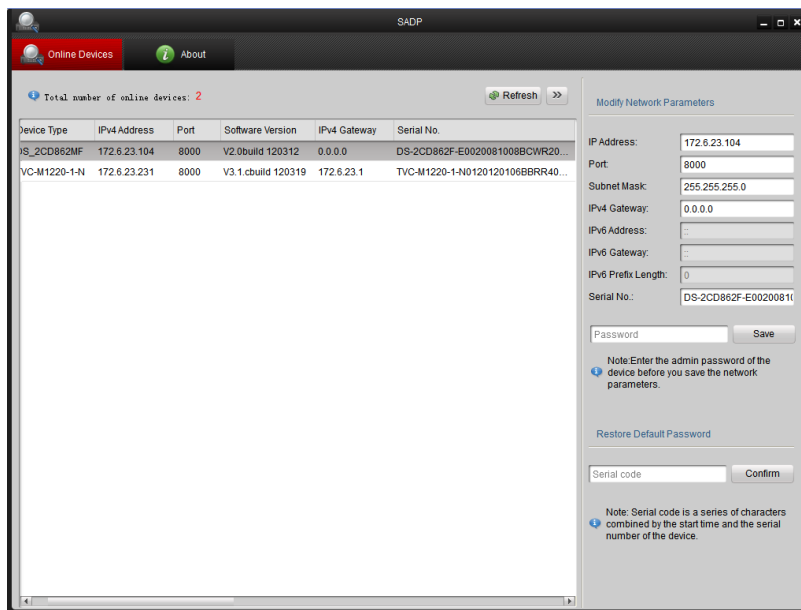 SADP
Online Devices About
Total number of online devices: 2
Refresh >>
Device Type IPv4 Address Port Software Version IPv4 Gateway Serial No.
DS_2CD862MF 172.6.23.104 8000 V2.0build 120312 0.0.0.0 DS-2CD862F-E0020081008BCWR20...
TVC-M1220-1-N 172.6.23.231 8000 V3.1.cbuild 120319 172.6.23.1 TVC-M1220-1-N0120120106BBRR40...
Modify Network Parameters
IP Address: 172.6.23.104
Port: 8000
Subnet Mask: 255.255.255.0
IPv4 Gateway: 0.0.0.0
IPv6 Address: ::
IPv6 Gateway: ::
IPv6 Prefix Length: 0
Serial No.: DS-2CD862F-E0020081(
Password Save
Note:Enter the admin password of the
device before you save the network
parameters.
Restore Default Password
Serial code Confirm
Note: Serial code is a series of characters
combined by the start time and the serial
number of the device.